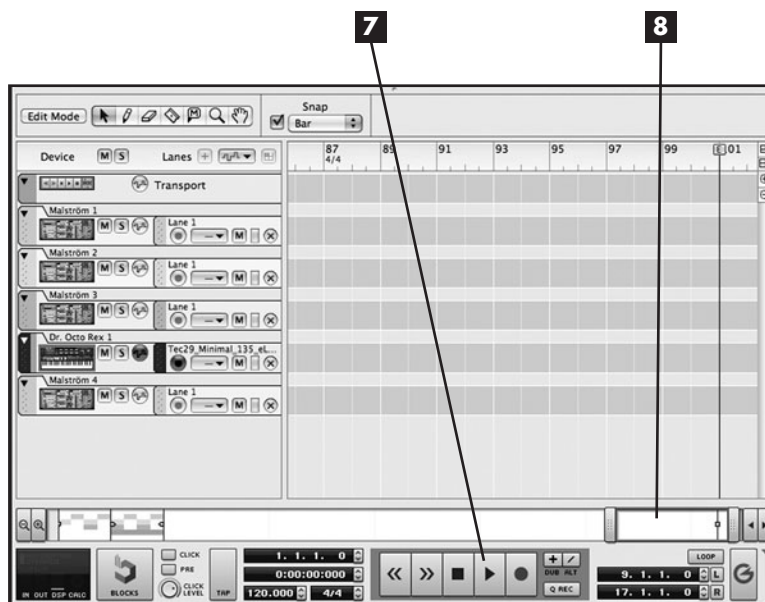 7 8
Edit Mode
Snap
Bar
Device M S Lanes
87 89 91 93 95 97 99 E 01
4/4
Transport
Malström 1
M S Lane 1
M
Malström 2
M S Lane 1
M
Malström 3
M S Lane 1
M
Dr. Octo Rex 1
M S Tec29_Minimal_135_eL...
M
Malström 4
M S Lane 1
M
IN OUT DSP CALC
BLOCKS
CLICK
PRE
CLICK LEVEL
TAP
1. 1. 1. 0
0:00:00:000
120.000 4/4
DUB ALT
Q REC
LOOP
9. 1. 1. 0 L
17. 1. 1. 0 R